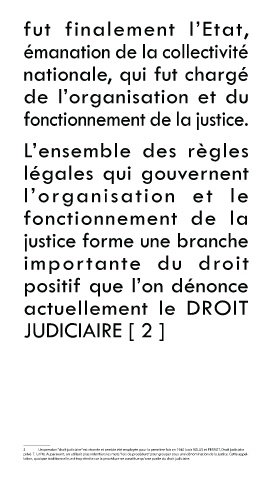 fut finalement l'Etat,
émanation de la collectivité
nationale, qui fut chargé
de l'organisation et du
fonctionnement de la justice.
L'ensemble des règles
légales qui gouvernent
l'organisation et le
fonctionnement de la
justice forme une branche
importante du droit
positif que l'on dénonce
actuellement le DROIT
JUDICIAIRE [ 2 ]